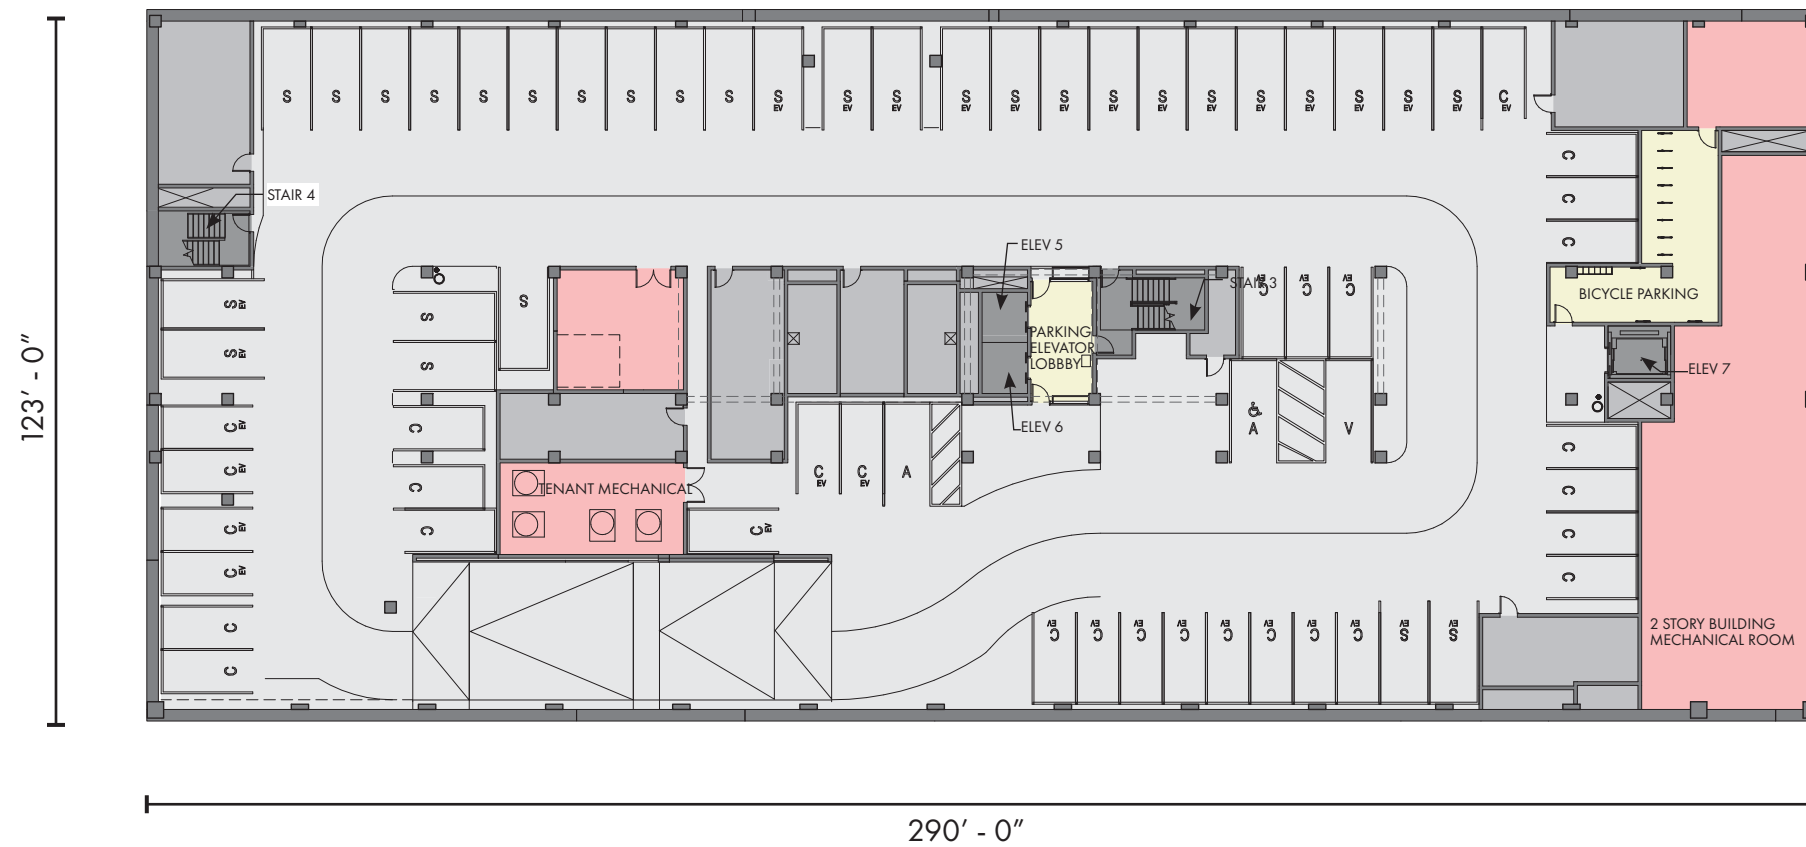 S S S S S S S S S S S S S S S S S S S S S S S S C
EV EV EV EV EV EV EV EV EV EV EV EV EV EV EV
C
STAIR 4
C
C
ELEV 5
STAIR 3
EV EV EV
C C C
BICYCLE PARKING
S EV
S
S
PARKING
ELEVATOR
LOBBBY
S EV
S
ELEV 7
123' - 0"
C EV
C
ELEV 6
A
V
C
C EV
C
C C A
EV EV
TENANT MECHANICAL
C
C EV
C
C EV
C
C EV
C
C
EV EV EV EV EV EV EV EV EV EV
C C C C C C C C S S
2 STORY BUILDING
MECHANICAL ROOM
C
290' - 0"